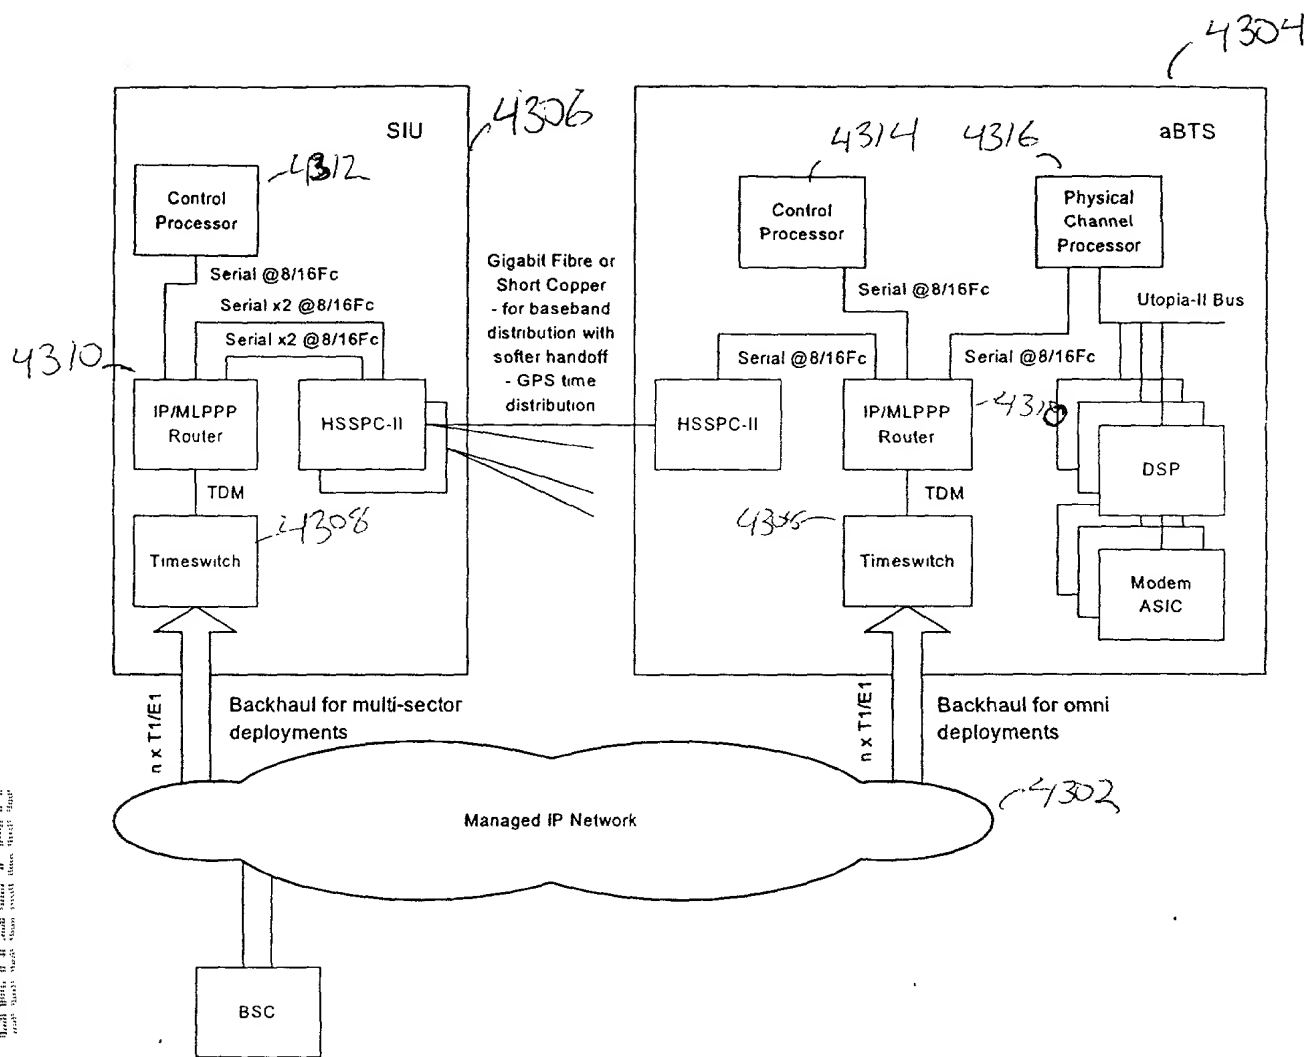 4304
4306
SIU
aBTS
4312
4314
4316
Control
Processor
Control
Processor
Physical
Channel
Processor
Serial @8/16Fc
Serial x2 @8/16Fc
Serial x2 @8/16Fc
Gigabit Fibre or
Short Copper
- for baseband
distribution with
softer handoff
- GPS time
distribution
Serial @8/16Fc
Utopia-II Bus
Serial @8/16Fc
Serial @8/16Fc
4310
IP/MLPPP
Router
HSSPC-II
HSSPC-II
IP/MLPPP
Router
4310
DSP
TDM
TDM
4308
Timeswitch
Timeswitch
Modem
ASIC
n x T1/E1
Backhaul for multi-sector
deployments
n x T1/E1
Backhaul for omni
deployments
4302
Managed IP Network
BSC